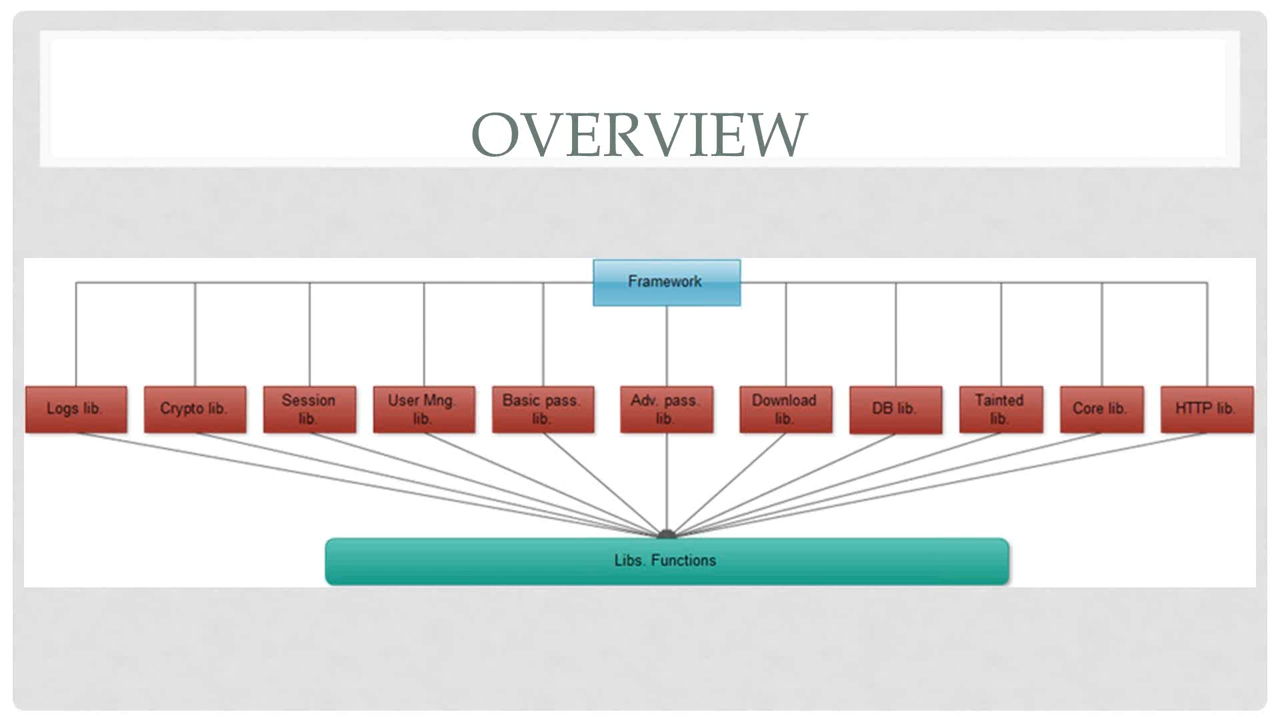 OVERVIEW
Framework
Logs lib.
Crypto lib.
Session
lib.
User Mng.
lib.
Basic pass.
lib.
Adv. pass.
lib.
Download
lib.
DB lib.
Tainted
lib.
Core lib.
HTTP lib.
Libs. Functions